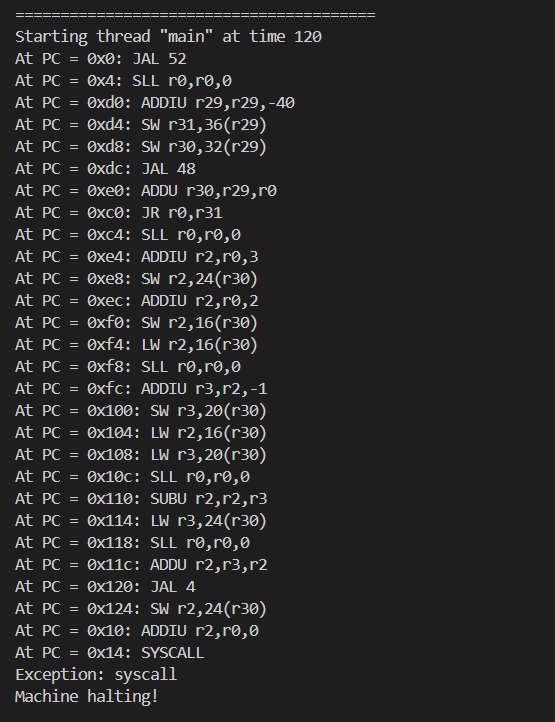 ========================================
Starting thread "main" at time 120
At PC = 0x0: JAL 52
At PC = 0x4: SLL r0,r0,0
At PC = 0xd0: ADDIU r29,r29,-40
At PC = 0xd4: SW r31,36(r29)
At PC = 0xd8: SW r30,32(r29)
At PC = 0xdc: JAL 48
At PC = 0xe0: ADDU r30,r29,r0
At PC = 0xc0: JR r0,r31
At PC = 0xc4: SLL r0,r0,0
At PC = 0xe4: ADDIU r2,r0,3
At PC = 0xe8: SW r2,24(r30)
At PC = 0xec: ADDIU r2,r0,2
At PC = 0xf0: SW r2,16(r30)
At PC = 0xf4: LW r2,16(r30)
At PC = 0xf8: SLL r0,r0,0
At PC = 0xfc: ADDIU r3,r2,-1
At PC = 0x100: SW r3,20(r30)
At PC = 0x104: LW r2,16(r30)
At PC = 0x108: LW r3,20(r30)
At PC = 0x10c: SLL r0,r0,0
At PC = 0x110: SUBU r2,r2,r3
At PC = 0x114: LW r3,24(r30)
At PC = 0x118: SLL r0,r0,0
At PC = 0x11c: ADDU r2,r3,r2
At PC = 0x120: JAL 4
At PC = 0x124: SW r2,24(r30)
At PC = 0x10: ADDIU r2,r0,0
At PC = 0x14: SYSCALL
Exception: syscall
Machine halting!